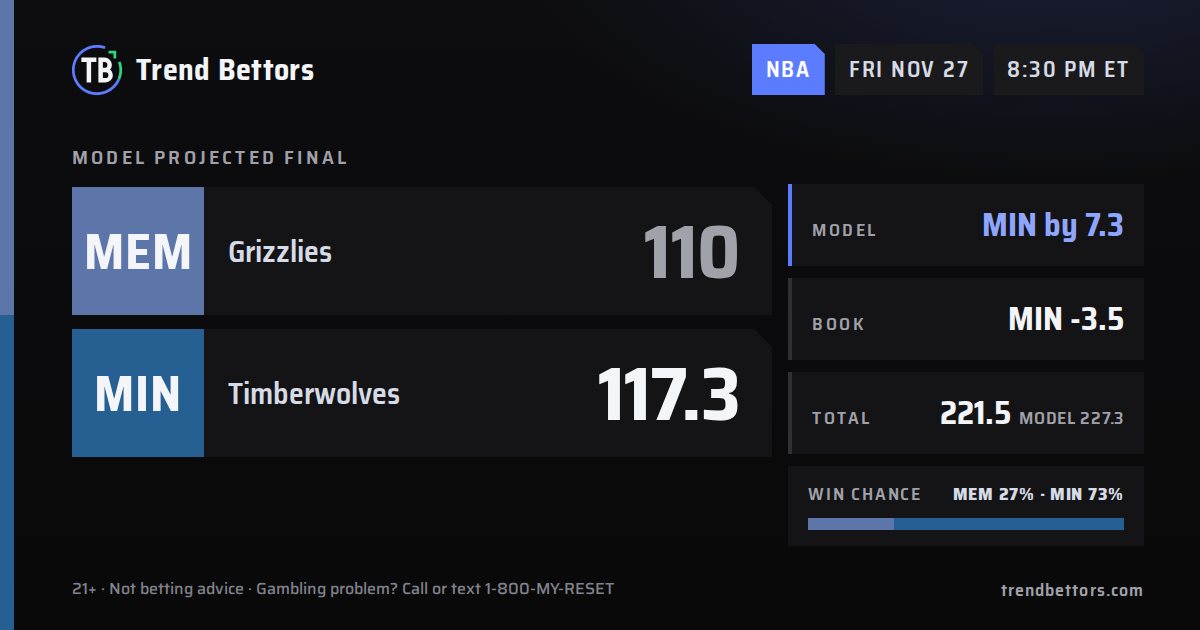 TB Trend Bettors
NBA FRI NOV 27 8:30 PM ET
MODEL PROJECTED FINAL
MEM Grizzlies 110
MIN Timberwolves 117.3
MODEL MIN by 7.3
BOOK MIN -3.5
TOTAL 221.5 MODEL 227.3
WIN CHANCE MEM 27% · MIN 73%
21+ · Not betting advice · Gambling problem? Call or text 1-800-MY-RESET
trendbettors.com